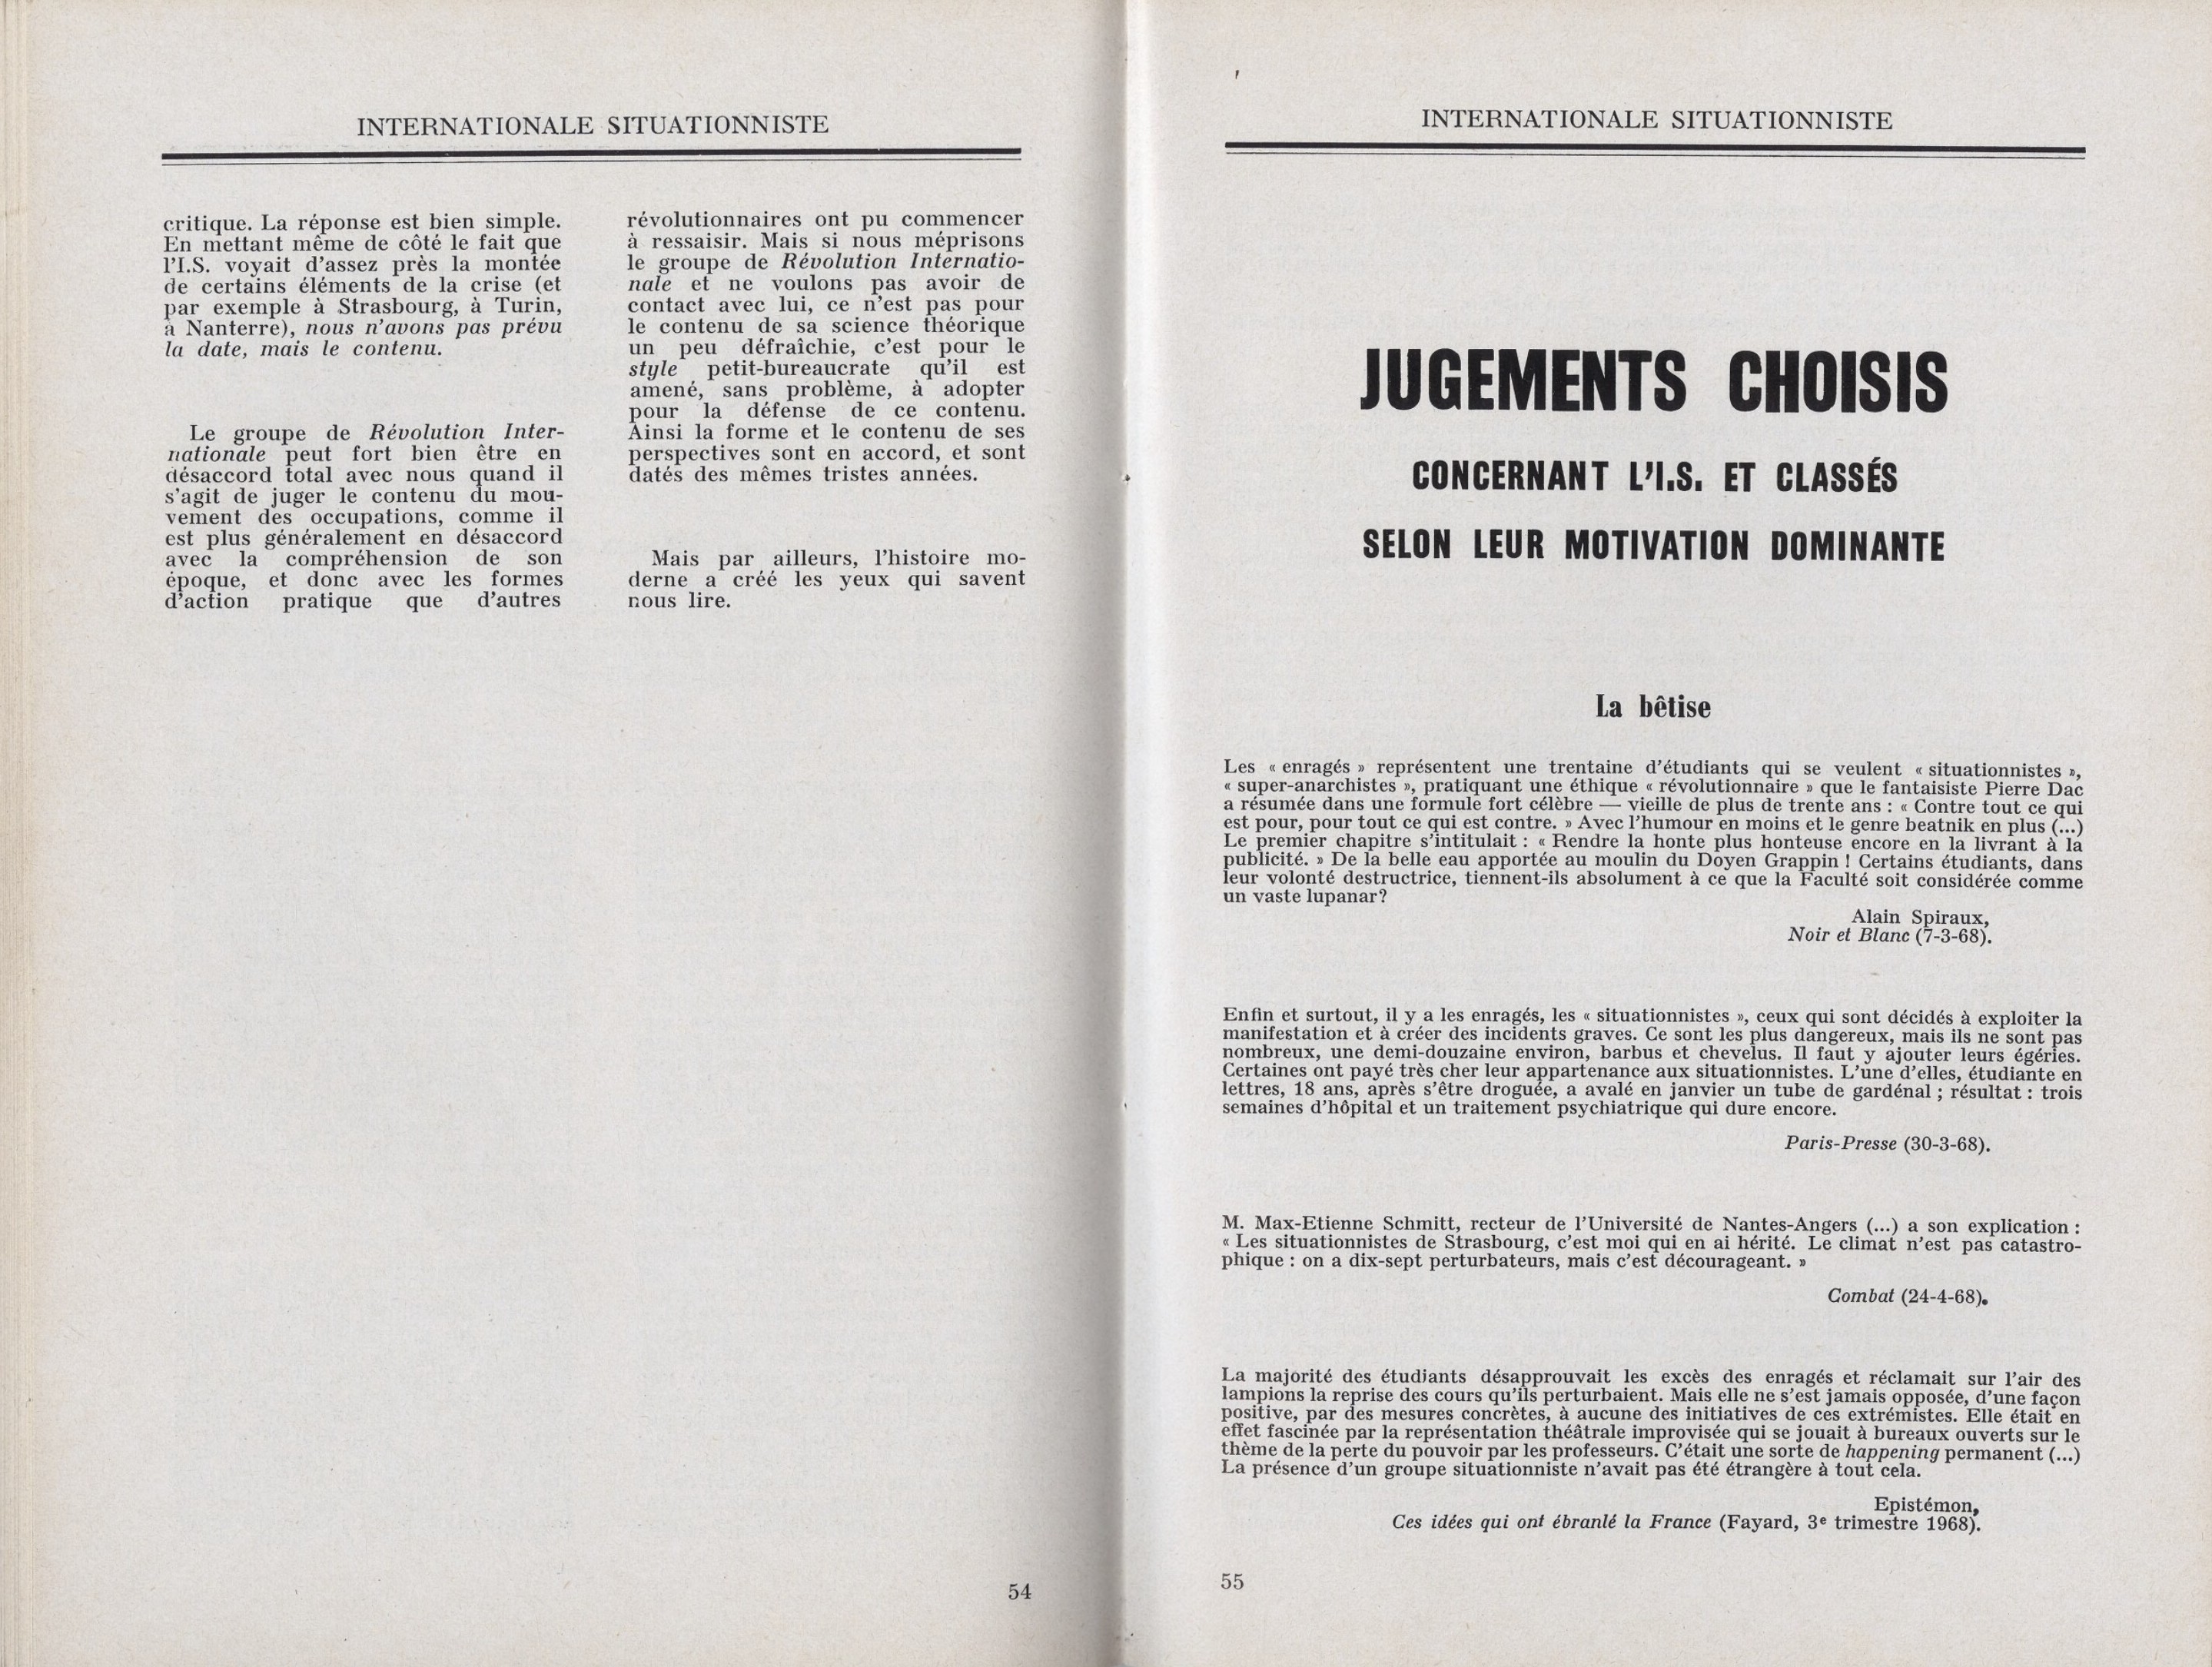 INTERNATIONALE SITUATIONNISTE
critique. La réponse est bien simple.
En mettant même de côté le fait que
l'I.S. voyait d'assez près la montée
de certains éléments de la crise (et
par exemple à Strasbourg, à Turin,
à Nanterre), nous n'avons pas prévu
la date, mais le contenu.
Le groupe de Révolution Inter-
nationale peut fort bien être en
désaccord total avec nous quand il
s'agit de juger le contenu du mou-
vement des occupations, comme il
est plus généralement en désaccord
avec la compréhension de son
époque, et donc avec les formes
d'action pratique que d'autres
révolutionnaires ont pu commencer
à ressaisir. Mais si nous méprisons
le groupe de Révolution Internatio-
nale et ne voulons pas avoir de
contact avec lui, ce n'est pas pour
le contenu de sa science théorique
un peu défraîchie, c'est pour le
style petit-bureaucrate qu'il est
amené, sans problème, à adopter
pour la défense de ce contenu.
Ainsi la forme et le contenu de ses
perspectives sont en accord, et sont
datés des mêmes tristes années.
Mais par ailleurs, l'histoire mo-
derne a créé les yeux qui savent
nous lire.
54
INTERNATIONALE SITUATIONNISTE
JUGEMENTS CHOISIS
CONCERNANT L'I.S. ET CLASSÉS
SELON LEUR MOTIVATION DOMINANTE
La bêtise
Les « enragés » représentent une trentaine d'étudiants qui se veulent « situationnistes »,
« super-anarchistes », pratiquant une éthique « révolutionnaire » que le fantaisiste Pierre Dac
a résumée dans une formule fort célèbre — vieille de plus de trente ans : « Contre tout ce qui
est pour, pour tout ce qui est contre. » Avec l'humour en moins et le genre beatnik en plus (...)
Le premier chapitre s'intitulait : « Rendre la honte plus honteuse encore en la livrant à la
publicité. » De la belle eau apportée au moulin du Doyen Grappin ! Certains étudiants, dans
leur volonté destructrice, tiennent-ils absolument à ce que la Faculté soit considérée comme
un vaste lupanar?
Alain Spiraux,
Noir et Blanc (7-3-68).
Enfin et surtout, il y a les enragés, les « situationnistes », ceux qui sont décidés à exploiter la
manifestation et à créer des incidents graves. Ce sont les plus dangereux, mais ils ne sont pas
nombreux, une demi-douzaine environ, barbus et chevelus. Il faut y ajouter leurs égéries.
Certaines ont payé très cher leur appartenance aux situationnistes. L'une d'elles, étudiante en
lettres, 18 ans, après s'être droguée, a avalé en janvier un tube de gardénal ; résultat : trois
semaines d'hôpital et un traitement psychiatrique qui dure encore.
Paris-Presse (30-3-68).
M. Max-Etienne Schmitt, recteur de l'Université de Nantes-Angers (...) a son explication :
« Les situationnistes de Strasbourg, c'est moi qui en ai hérité. Le climat n'est pas catastro-
phique : on a dix-sept perturbateurs, mais c'est décourageant. »
Combat (24-4-68).
La majorité des étudiants désapprouvait les excès des enragés et réclamait sur l'air des
lampions la reprise des cours qu'ils perturbaient. Mais elle ne s'est jamais opposée, d'une façon
positive, par des mesures concrètes, à aucune des initiatives de ces extrémistes. Elle était en
effet fascinée par la représentation théâtrale improvisée qui se jouait à bureaux ouverts sur le
thème de la perte du pouvoir par les professeurs. C'était une sorte de happening permanent (...)
La présence d'un groupe situationniste n'avait pas été étrangère à tout cela.
Epistémon,
Ces idées qui ont ébranlé la France (Fayard, 3e trimestre 1968).
55